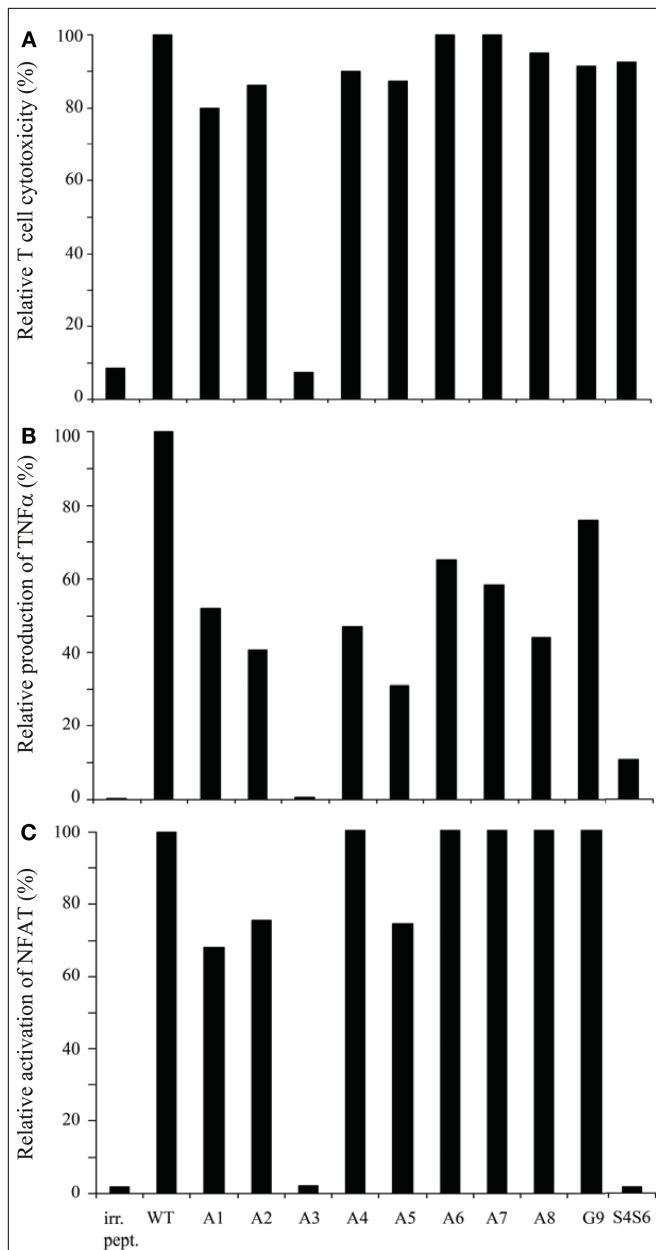 A
Relative T cell cytotoxicity (%)
100
80
60
40
20
0
B
Relative production of TNFα (%)
100
80
60
40
20
0
C
Relative activation of NFAT (%)
100
80
60
40
20
0
irr. pept.
WT
A1
A2
A3
A4
A5
A6
A7
A8
G9
S4S6